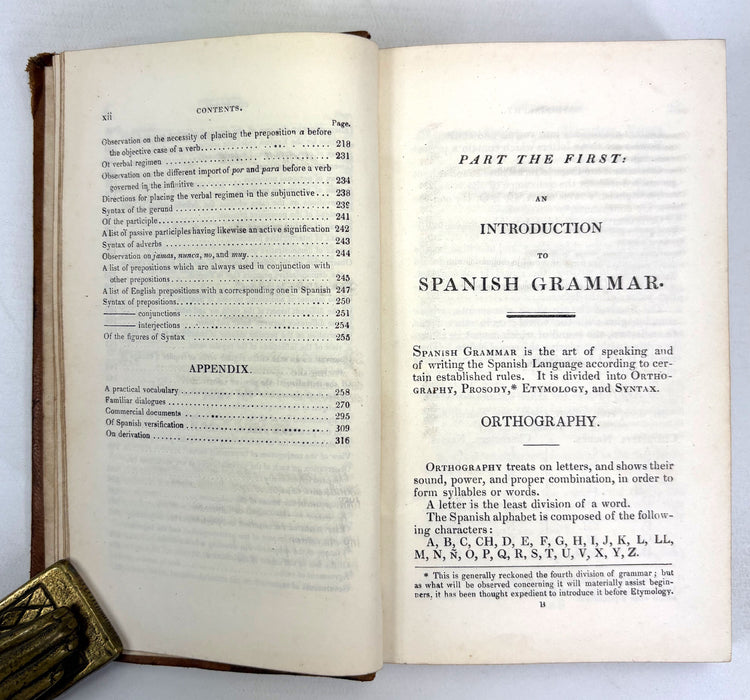 xii
CONTENTS.
Page.
Observation on the necessity of placing the preposition a before
the objective case of a verb. . . . . . . . . . . . 218
Of verbal regimen . . . . . . . . . . . . 231
Observation on the different import of por and para before a verb
governed in the infinitive . . . . . . . . . . . . 234
Directions for placing the verbal regimen in the subjunctive . . . 238
Syntax of the gerund . . . . . . . . . . . . 239
Of the participle . . . . . . . . . . . . 241
A list of passive participles having likewise an active signification 242
Syntax of adverbs . . . . . . . . . . . . 243
Observation on jamas, nunca, no, and muy. . . . . . . . . . . . 244
A list of prepositions which are always used in conjunction with
other prepositions . . . . . . . . . . . . 245
A list of English prepositions with a corresponding one in Spanish 247
Syntax of prepositions. . . . . . . . . . . . 250
——— conjunctions . . . . . . . . . . . . 251
——— interjections . . . . . . . . . . . . 254
Of the figures of Syntax . . . . . . . . . . . . 255
APPENDIX.
A practical vocabulary . . . . . . . . . . . . 258
Familiar dialogues . . . . . . . . . . . . 270
Commercial documents . . . . . . . . . . . . 295
Of Spanish versification . . . . . . . . . . . . 309
On derivation . . . . . . . . . . . . 316
PART THE FIRST:
AN
INTRODUCTION
TO
SPANISH GRAMMAR.
SPANISH GRAMMAR is the art of speaking and
of writing the Spanish Language according to cer-
tain established rules. It is divided into ORTHO-
GRAPHY, PROSODY,* ETYMOLOGY, and SYNTAX.
ORTHOGRAPHY.
ORTHOGRAPHY treats on letters, and shows their
sound, power, and proper combination, in order to
form syllables or words.
A letter is the least division of a word.
The Spanish alphabet is composed of the follow-
ing characters:
A, B, C, CH, D, E, F, G, H, I, J, K, L, LL,
M, N, Ñ, O, P, Q, R, S, T, U, V, X, Y, Z.
* This is generally reckoned the fourth division of grammar; but
as what will be observed concerning it will materially assist begin-
ners, it has been thought expedient to introduce it before Etymology.
B